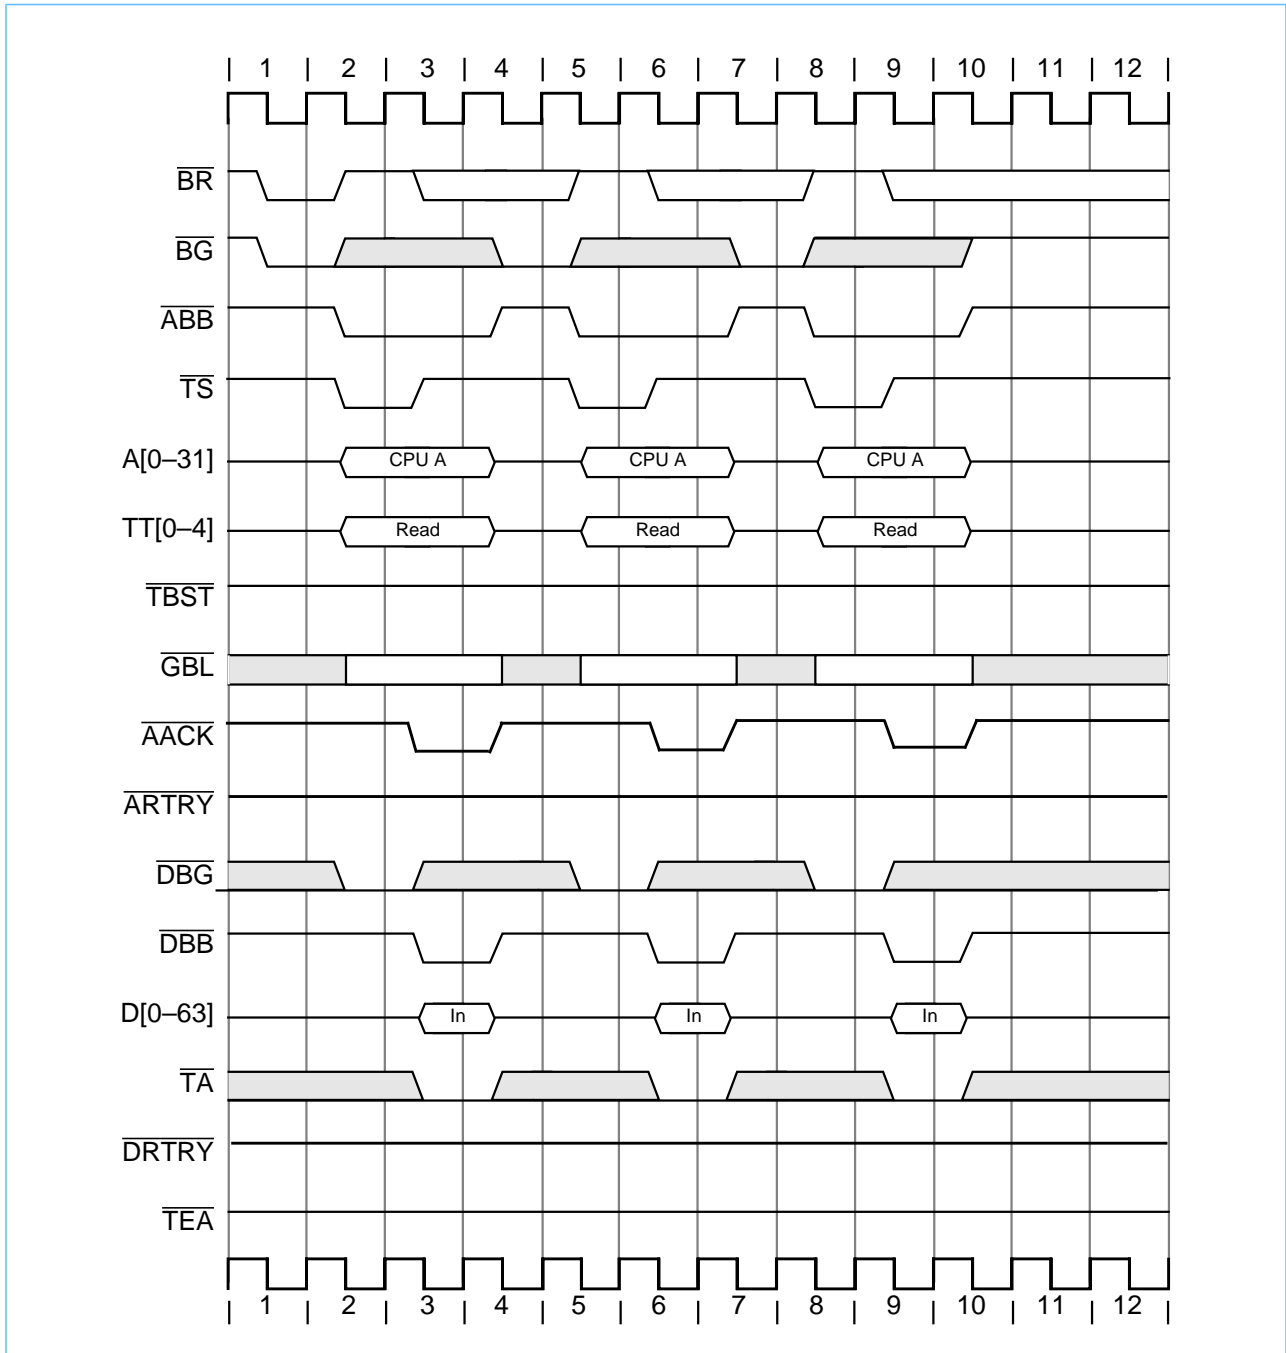 1 2 3 4 5 6 7 8 9 10 11 12
BR
BG
ABB
TS
A[0–31] CPU A CPU A CPU A
TT[0–4] Read Read Read
TBST
GBL
AACK
ARTRY
DBG
DBB
D[0–63] In In In
TA
DRTRY
TEA
1 2 3 4 5 6 7 8 9 10 11 12